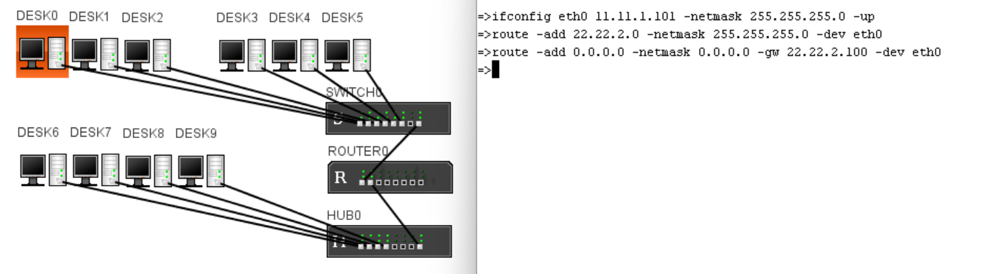 DESK0 DESK1 DESK2 DESK3 DESK4 DESK5
SWITCH0
S
DESK6 DESK7 DESK8 DESK9
ROUTER0
R
HUB0
H
=>ifconfig eth0 11.11.1.101 -netmask 255.255.255.0 -up
=>route -add 22.22.2.0 -netmask 255.255.255.0 -dev eth0
=>route -add 0.0.0.0 -netmask 0.0.0.0 -gw 22.22.2.100 -dev eth0
=>